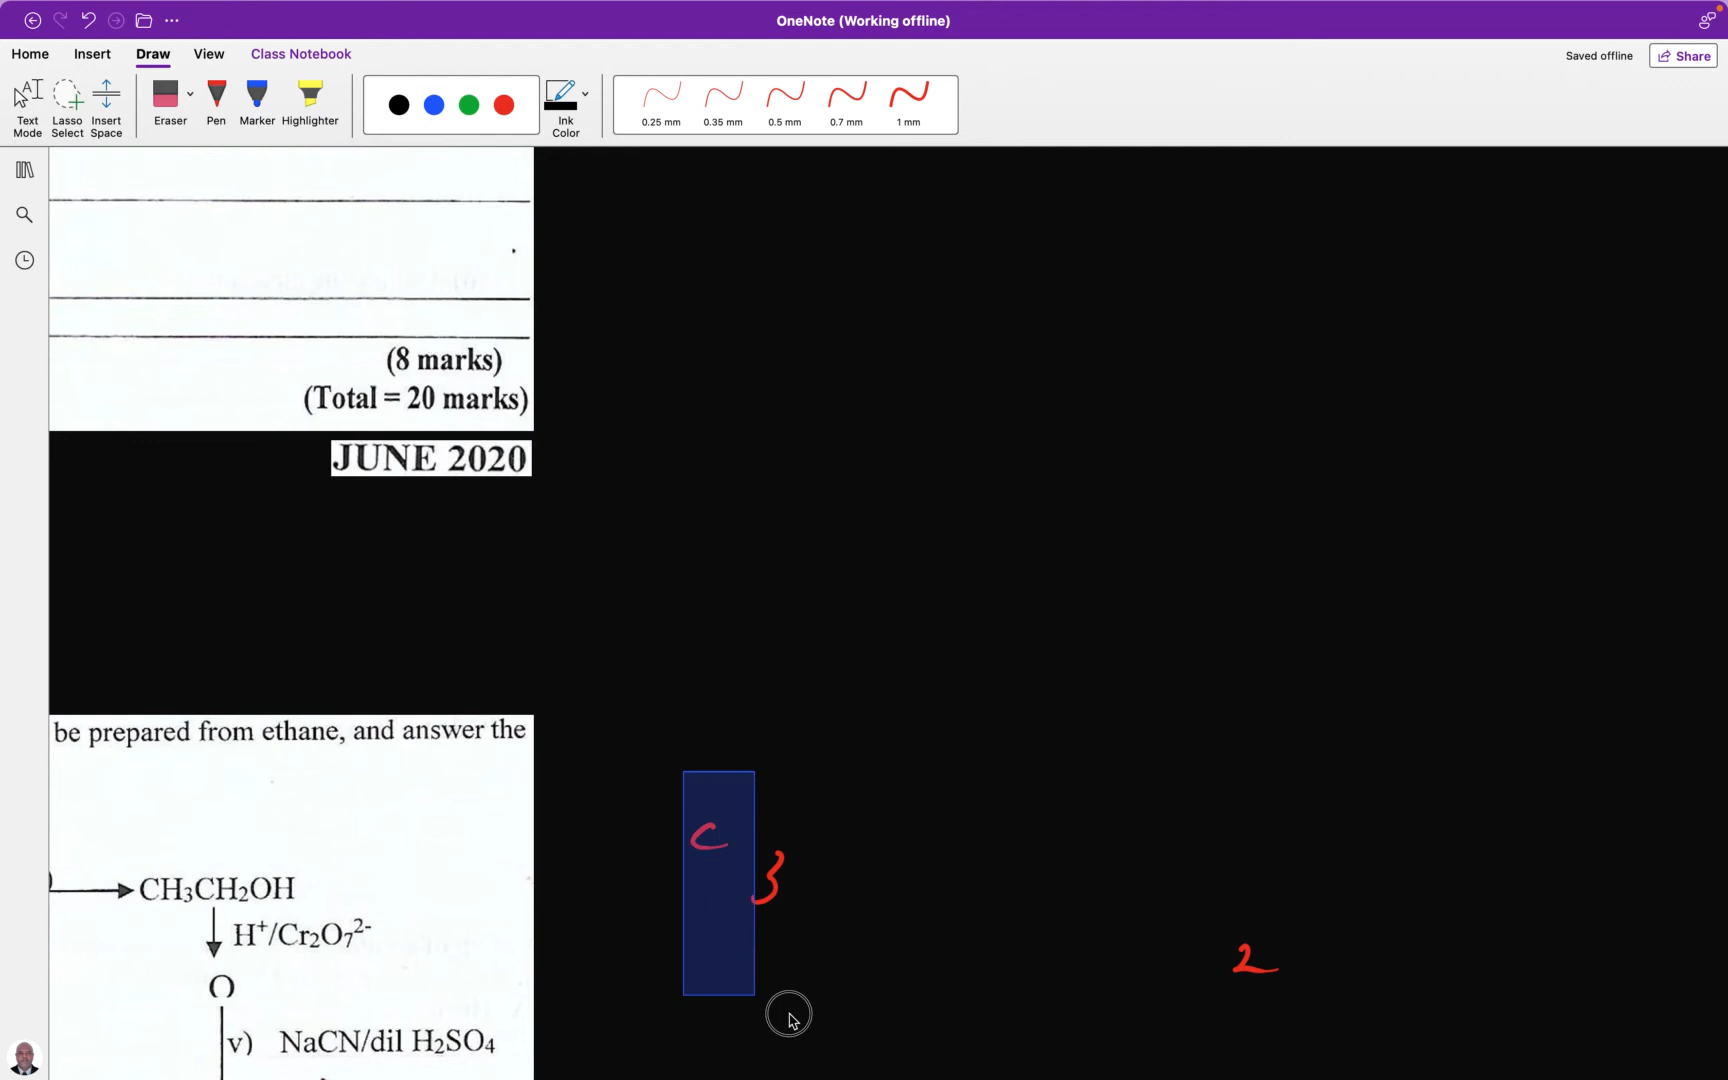 OneNote (Working offline)
Home Insert Draw View Class Notebook
Saved offline Share
Text Mode
Lasso Select
Insert Space
Eraser
Pen
Marker
Highlighter
Ink Color
0.25 mm 0.35 mm 0.5 mm 0.7 mm 1 mm
(8 marks)
(Total = 20 marks)
JUNE 2020
be prepared from ethane, and answer the
C
3
CH₃CH₂OH
H⁺/Cr₂O₇²⁻
2
O
v) NaCN/dil H₂SO₄